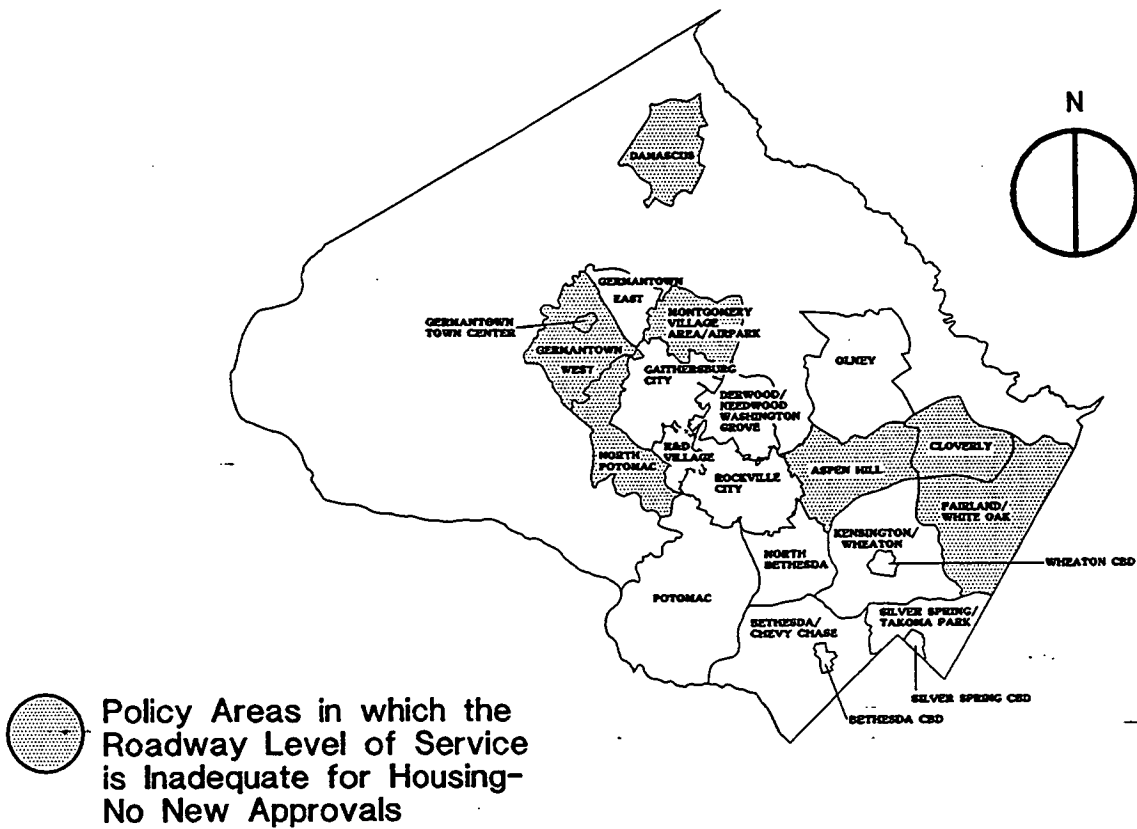 N
DAMASCUS
GERMANTOWN
EAST
GERMANTOWN
TOWN CENTER
MONTGOMERY
VILLAGE
AREA/AIRPARK
GERMANTOWN
WEST
GAITHERSBURG
CITY
OLNEY
DERWOOD/
NEEDWOOD
WASHINGTON
GROVE
CLOVERLY
NORTH
POTOMAC
R&D
VILLAGE
ASPEN HILL
ROCKVILLE
CITY
FAIRLAND/
WHITE OAK
KENSINGTON/
WHEATON
NORTH
BETHESDA
WHEATON CBD
POTOMAC
BETHESDA/
CHEVY CHASE
SILVER SPRING/
TAKOMA PARK
SILVER SPRING CBD
BETHESDA CBD
Policy Areas in which the
Roadway Level of Service
is Inadequate for Housing-
No New Approvals